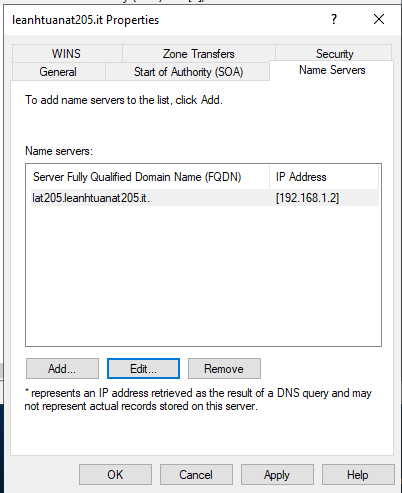 leanhtuanat205.it Properties
? ×
WINS Zone Transfers Security
General Start of Authority (SOA) Name Servers
To add name servers to the list, click Add.
Name servers:
Server Fully Qualified Domain Name (FQDN) IP Address
lat205.leanhtuanat205.it. [192.168.1.2]
Add... Edit... Remove
* represents an IP address retrieved as the result of a DNS query and may
not represent actual records stored on this server.
OK Cancel Apply Help